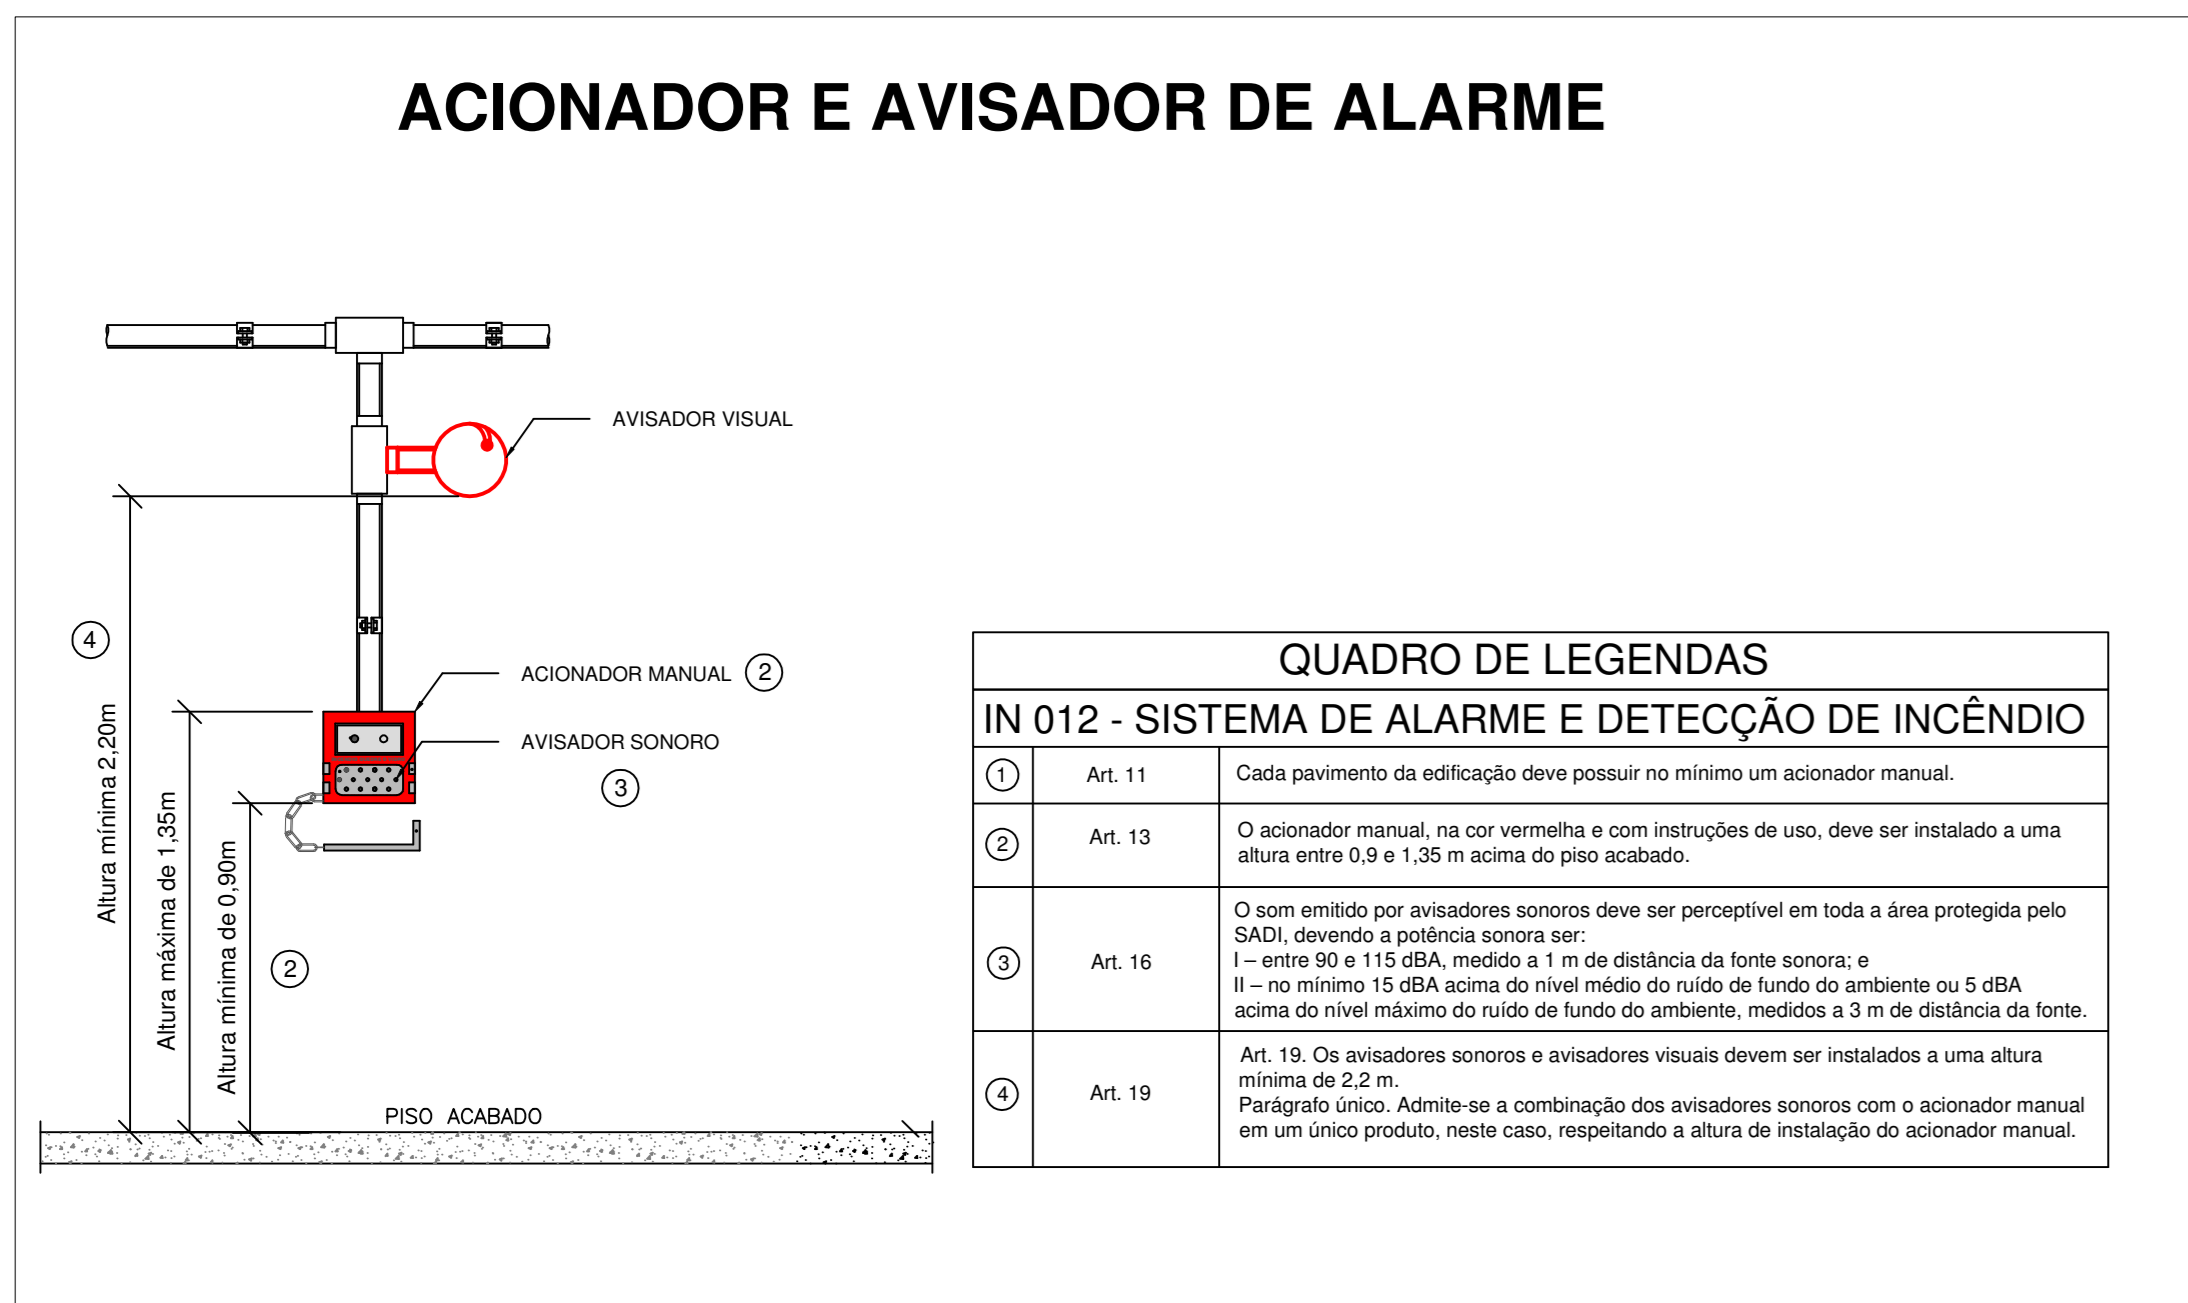 ACIONADOR E AVISADOR DE ALARME
AVISADOR VISUAL
4
ACIONADOR MANUAL 2
AVISADOR SONORO
3
Altura mínima 2,20m
Altura máxima de 1,35m
Altura mínima de 0,90m
2
PISO ACABADO
QUADRO DE LEGENDAS
IN 012 - SISTEMA DE ALARME E DETECÇÃO DE INCÊNDIO
1 Art. 11 Cada pavimento da edificação deve possuir no mínimo um acionador manual.
2 Art. 13 O acionador manual, na cor vermelha e com instruções de uso, deve ser instalado a uma
altura entre 0,9 e 1,35 m acima do piso acabado.
3 Art. 16 O som emitido por avisadores sonoros deve ser perceptível em toda a área protegida pelo
SADI, devendo a potência sonora ser:
I – entre 90 e 115 dBA, medido a 1 m de distância da fonte sonora; e
II – no mínimo 15 dBA acima do nível médio do ruído de fundo do ambiente ou 5 dBA
acima do nível máximo do ruído de fundo do ambiente, medidos a 3 m de distância da fonte.
4 Art. 19 Art. 19. Os avisadores sonoros e avisadores visuais devem ser instalados a uma altura
mínima de 2,2 m.
Parágrafo único. Admite-se a combinação dos avisadores sonoros com o acionador manual
em um único produto, neste caso, respeitando a altura de instalação do acionador manual.